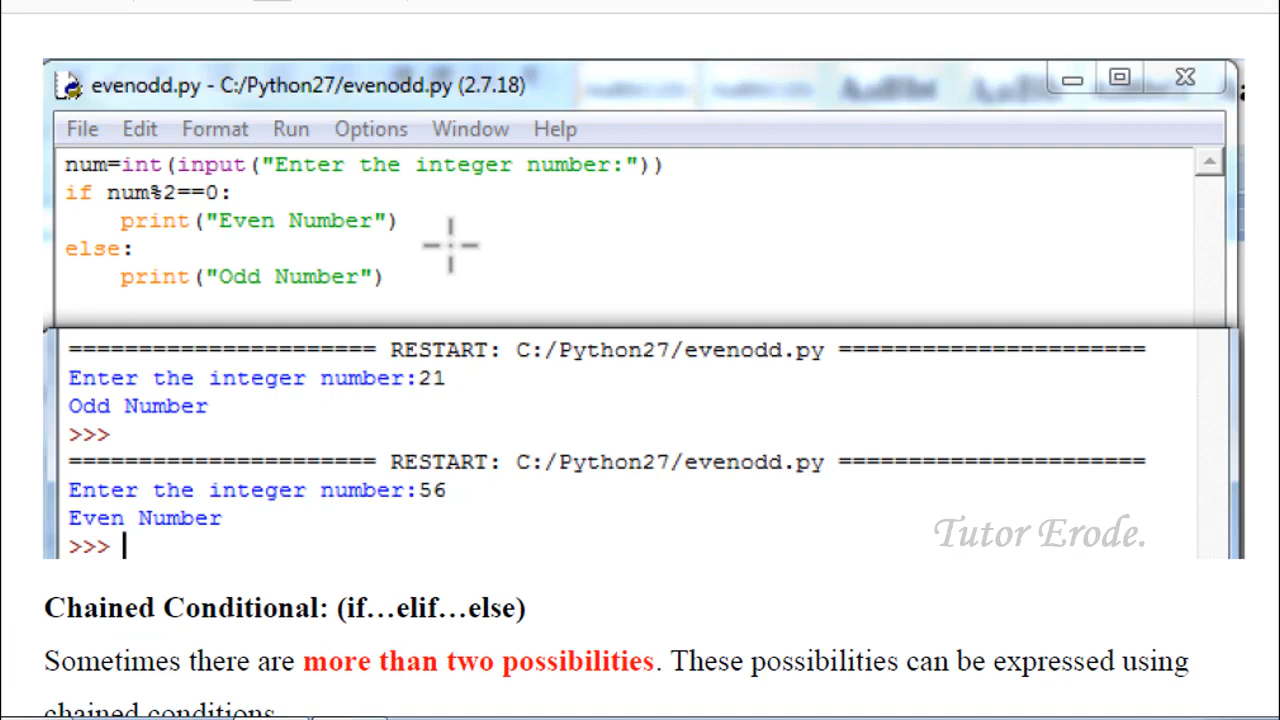 evenodd.py - C:/Python27/evenodd.py (2.7.18)
File Edit Format Run Options Window Help
num=int(input("Enter the integer number:"))
if num%2==0:
    print("Even Number")
else:
    print("Odd Number")
====================== RESTART: C:/Python27/evenodd.py ======================
Enter the integer number:21
Odd Number
>>>
====================== RESTART: C:/Python27/evenodd.py ======================
Enter the integer number:56
Even Number
>>>
Tutor Erode.
Chained Conditional: (if…elif…else)
Sometimes there are more than two possibilities. These possibilities can be expressed using
chained conditions.